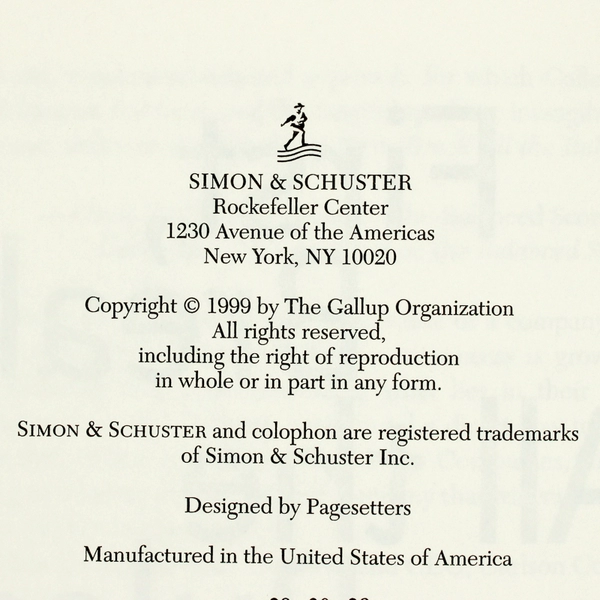 SIMON & SCHUSTER
Rockefeller Center
1230 Avenue of the Americas
New York, NY 10020
Copyright © 1999 by The Gallup Organization
All rights reserved,
including the right of reproduction
in whole or in part in any form.
SIMON & SCHUSTER and colophon are registered trademarks
of Simon & Schuster Inc.
Designed by Pagesetters
Manufactured in the United States of America